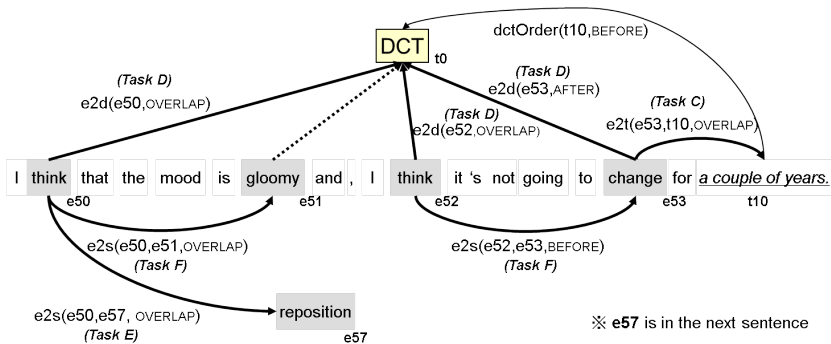 dctOrder(t10,BEFORE)
DCT
t0
(Task D)
e2d(e50,OVERLAP)
(Task D)
e2d(e53,AFTER)
(Task D)
e2d(e52,OVERLAP)
(Task C)
e2t(e53,t10,OVERLAP)
I think that the mood is gloomy and , I think it ‘s not going to change for a couple of years.
e50 e51 e52 e53 t10
e2s(e50,e51,OVERLAP)
(Task F)
e2s(e52,e53,BEFORE)
(Task F)
e2s(e50,e57, OVERLAP)
(Task E)
reposition
e57
※ e57 is in the next sentence